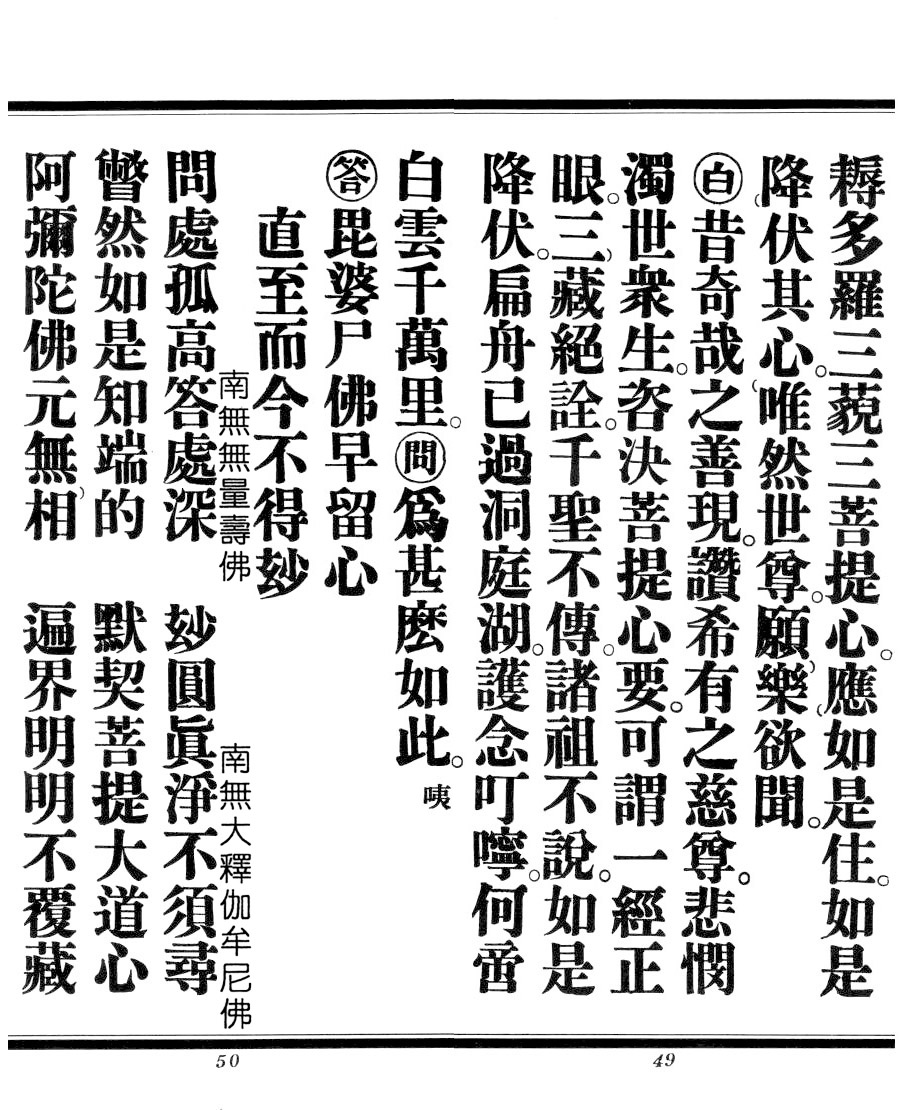 耨多羅三藐三菩提心。應如是住。如是
降伏其心。唯然世尊。願樂欲聞。
白昔奇哉之善現。讚希有之慈尊。悲憫
濁世衆生。咨決菩提心要。可謂一經正
眼。三藏絕詮。千聖不傳。諸祖不說。如是
降伏。扁舟已過洞庭湖。護念叮嚀。何啻
白雲千萬里。問爲甚麽如此。咦
答毘婆尸佛早留心
直至而今不得玅
南無無量壽佛 南無大釋伽牟尼佛
問處孤高答處深 玅圓眞淨不須尋
瞥然如是知端的 默契菩提大道心
阿彌陀佛元無相 遍界明明不覆藏
49
50